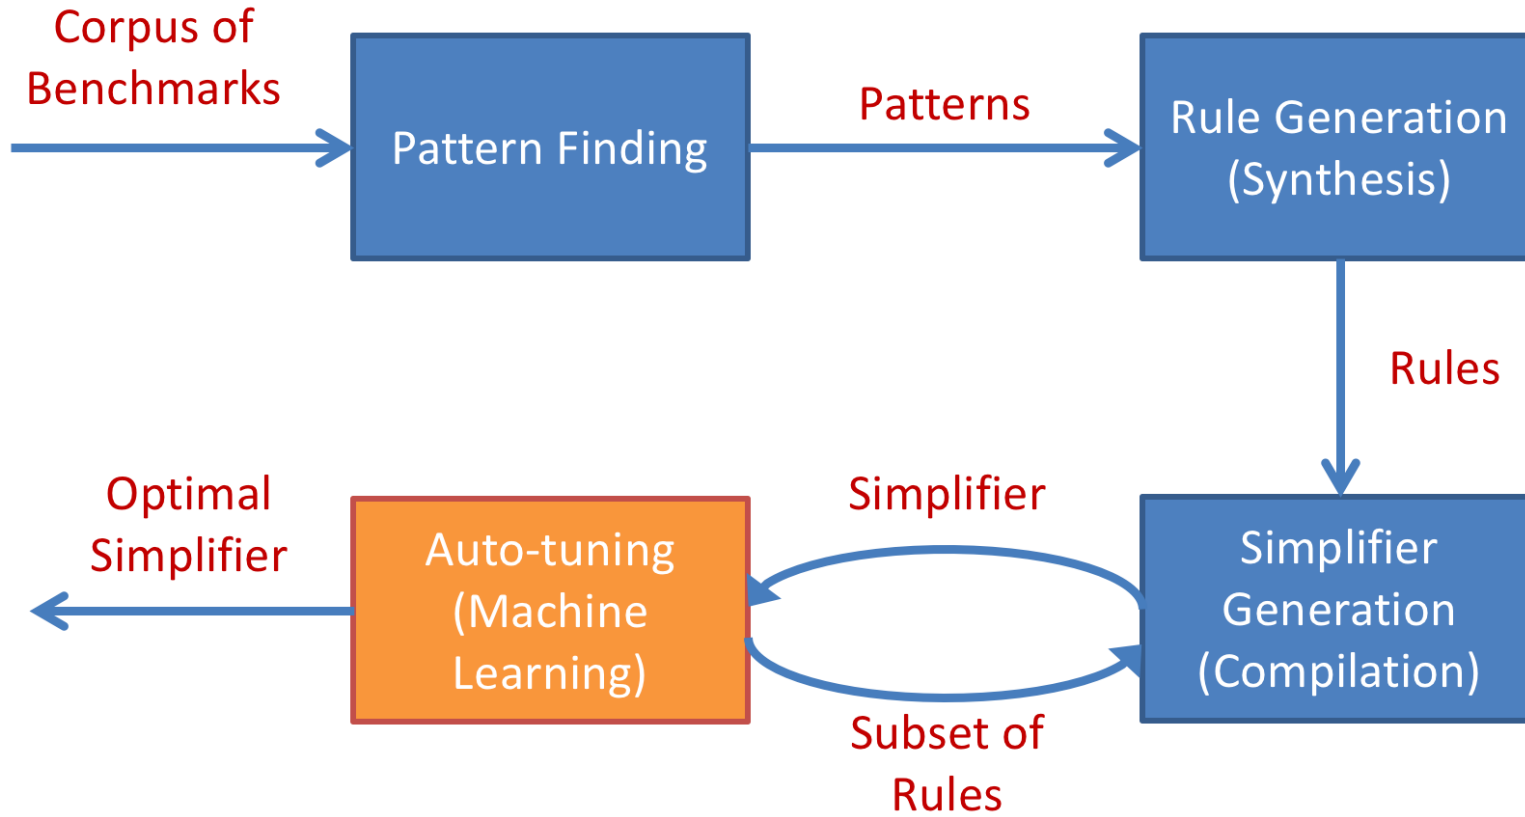 Corpus of
Benchmarks
Pattern Finding
Patterns
Rule Generation
(Synthesis)
Rules
Optimal
Simplifier
Auto-tuning
(Machine
Learning)
Simplifier
Subset of
Rules
Simplifier
Generation
(Compilation)